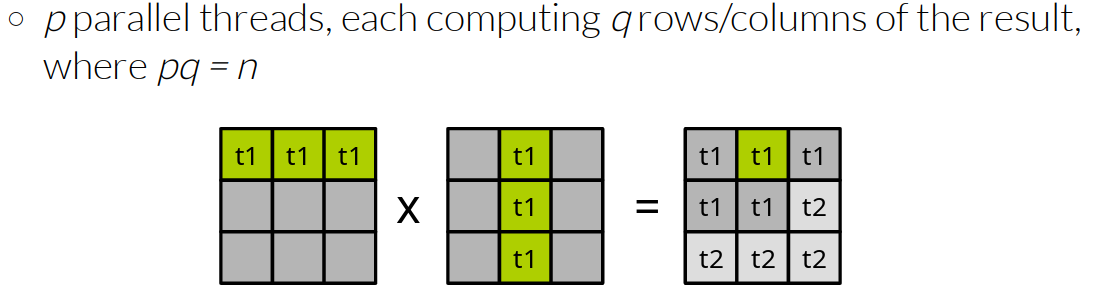 ○ p parallel threads, each computing q rows/columns of the result,
where pq = n
t1 t1 t1 t1 t1 t1 t1
x t1 = t1 t1 t2
t1 t2 t2 t2